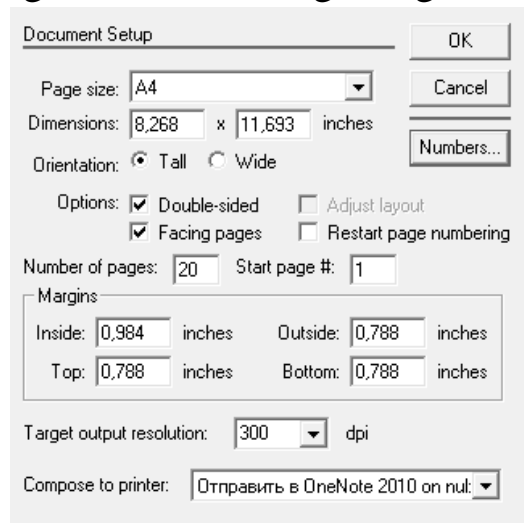 Document Setup
OK
Page size: A4
Cancel
Dimensions: 8,268 x 11,693 inches
Numbers...
Orientation: Tall Wide
Options: Double-sided Adjust layout
Facing pages Restart page numbering
Number of pages: 20 Start page #: 1
Margins
Inside: 0,984 inches Outside: 0,788 inches
Top: 0,788 inches Bottom: 0,788 inches
Target output resolution: 300 dpi
Compose to printer: Отправить в OneNote 2010 on nul: